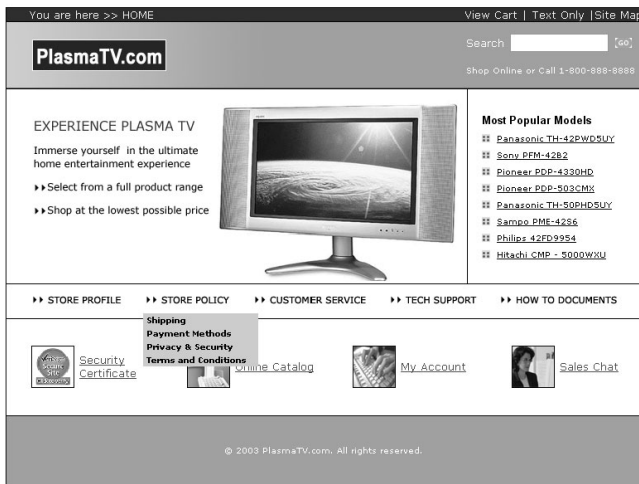 You are here >> HOME
View Cart | Text Only |Site Map
PlasmaTV.com
Search [GO]
Shop Online or Call 1-800-888-8888
EXPERIENCE PLASMA TV
Immerse yourself in the ultimate
home entertainment experience
Select from a full product range
Shop at the lowest possible price
Most Popular Models
Panasonic TH-42PWD5UY
Sony PFM-42B2
Pioneer PDP-4330HD
Pioneer PDP-503CMX
Panasonic TH-50PHD5UY
Sampo PME-42S6
Philips 42FD9954
Hitachi CMP - 5000WXU
STORE PROFILE
STORE POLICY
CUSTOMER SERVICE
TECH SUPPORT
HOW TO DOCUMENTS
Shipping
Payment Methods
Privacy & Security
Terms and Conditions
Secure
Site
Security
Certificate
Online Catalog
My Account
Sales Chat
© 2003 PlasmaTV.com. All rights reserved.